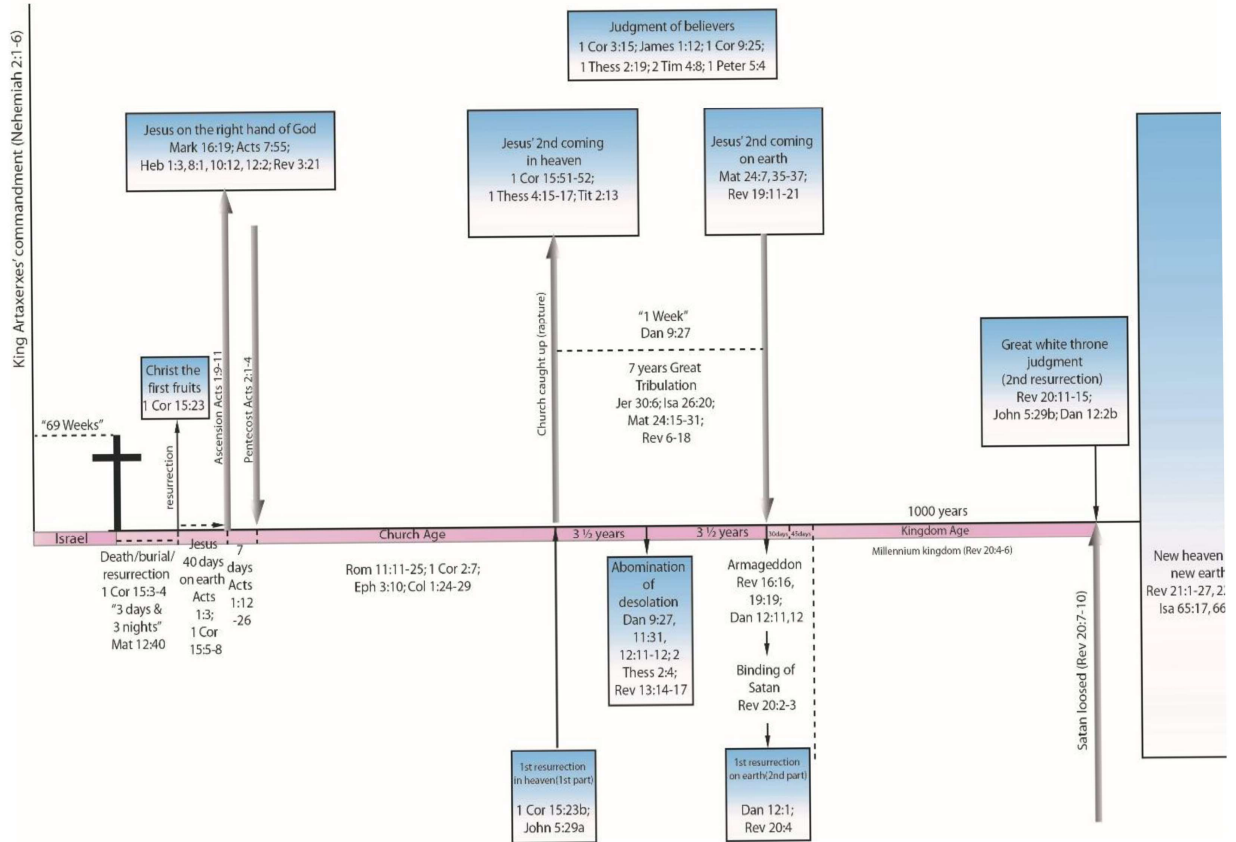 King Artaxerxes' commandment (Nehemiah 2:1-6)
Judgment of believers
1 Cor 3:15; James 1:12; 1 Cor 9:25;
1 Thess 2:19; 2 Tim 4:8; 1 Peter 5:4
Jesus on the right hand of God
Mark 16:19; Acts 7:55;
Heb 1:3, 8:1, 10:12, 12:2; Rev 3:21
Jesus' 2nd coming
in heaven
1 Cor 15:51-52;
1 Thess 4:15-17; Tit 2:13
Jesus' 2nd coming
on earth
Mat 24:7, 35-37;
Rev 19:11-21
"69 Weeks"
Christ the
first fruits
1 Cor 15:23
resurrection
Ascension Acts 1:9-11
Pentecost Acts 2:1-4
Church caught up (rapture)
"1 Week"
Dan 9:27
7 years Great
Tribulation
Jer 30:6; Isa 26:20;
Mat 24:15-31;
Rev 6-18
Great white throne
judgment
(2nd resurrection)
Rev 20:11-15;
John 5:29b; Dan 12:2b
1000 years
Israel
Church Age
3 ½ years
3 ½ years
30days
45days
Kingdom Age
Death/burial/
resurrection
1 Cor 15:3-4
"3 days &
3 nights"
Mat 12:40
Jesus
40 days
on earth
Acts
1:3;
1 Cor
15:5-8
7
days
Acts
1:12
-26
Rom 11:11-25; 1 Cor 2:7;
Eph 3:10; Col 1:24-29
Abomination
of
desolation
Dan 9:27,
11:31,
12:11-12; 2
Thess 2:4;
Rev 13:14-17
Armageddon
Rev 16:16,
19:19;
Dan 12:11,12
Binding of
Satan
Rev 20:2-3
Millennium kingdom (Rev 20:4-6)
1st resurrection
in heaven(1st part)
1 Cor 15:23b;
John 5:29a
1st resurrection
on earth(2nd part)
Dan 12:1;
Rev 20:4
Satan loosed (Rev 20:7-10)
New heaven
new earth
Rev 21:1-27,
Isa 65:17, 66